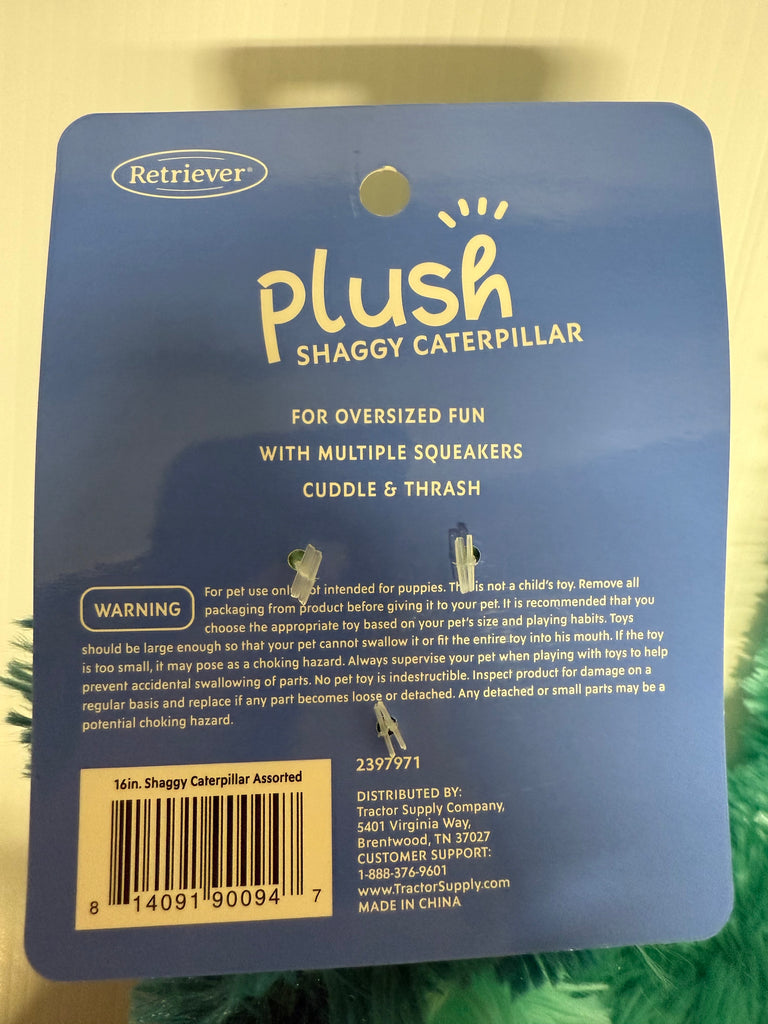 Retriever®
plush
SHAGGY CATERPILLAR
FOR OVERSIZED FUN
WITH MULTIPLE SQUEAKERS
CUDDLE & THRASH
WARNING
For pet use only intended for puppies. is not a child's toy. Remove all
packaging from product before giving it to your pet. It is recommended that you
choose the appropriate toy based on your pet's size and playing habits. Toys
should be large enough so that your pet cannot swallow it or fit the entire toy into his mouth. If the toy
is too small, it may pose as a choking hazard. Always supervise your pet when playing with toys to help
prevent accidental swallowing of parts. No pet toy is indestructible. Inspect product for damage on a
regular basis and replace if any part becomes loose or detached. Any detached or small parts may be a
potential choking hazard.
16in. Shaggy Caterpillar Assorted
8 14091 90094 7
2397971
DISTRIBUTED BY:
Tractor Supply Company,
5401 Virginia Way,
Brentwood, TN 37027
CUSTOMER SUPPORT:
1-888-376-9601
www.TractorSupply.com
MADE IN CHINA